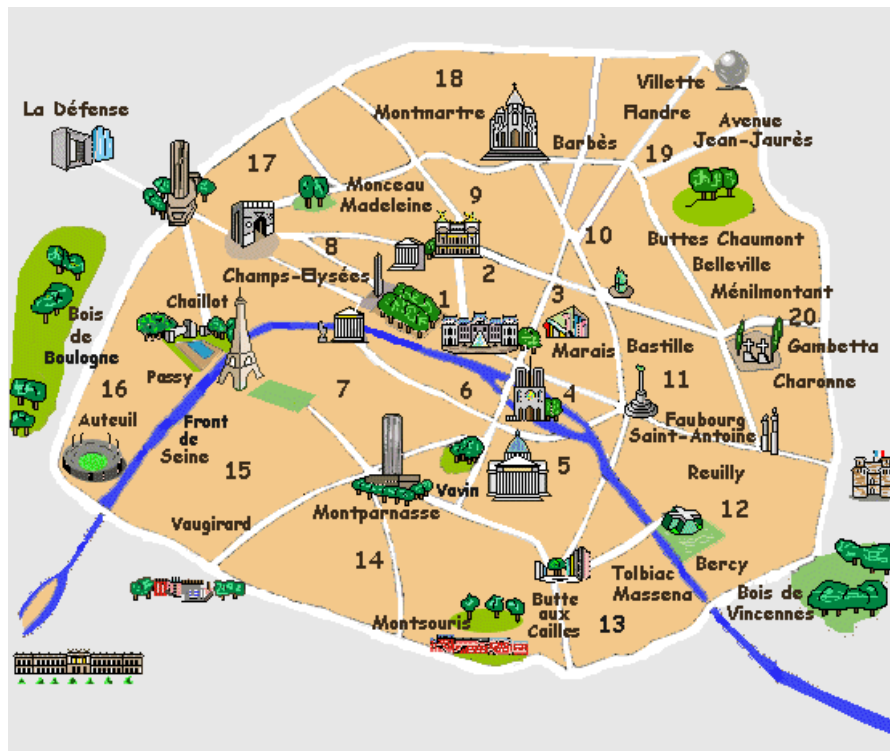 18
Montmartre
Villette
Flandre
La Défense
Avenue
Jean-Jaurès
Barbès
19
17
Monceau
Madeleine
9
8
10
Buttes Chaumont
Champs-Elysées
2
Belleville
Chaillot
1
3
Ménilmontant
20
Bois
de
Boulogne
Marais
Bastille
Gambetta
Passy
16
7
6
4
11
Charonne
Auteuil
Front
de
Seine
Faubourg
Saint-Antoine
15
5
Reuilly
Vavin
Montparnasse
12
Vaugirard
14
Bercy
Tolbiac
Massena
Bois de
Vincennes
Montsouris
Butte
aux
Cailles
13